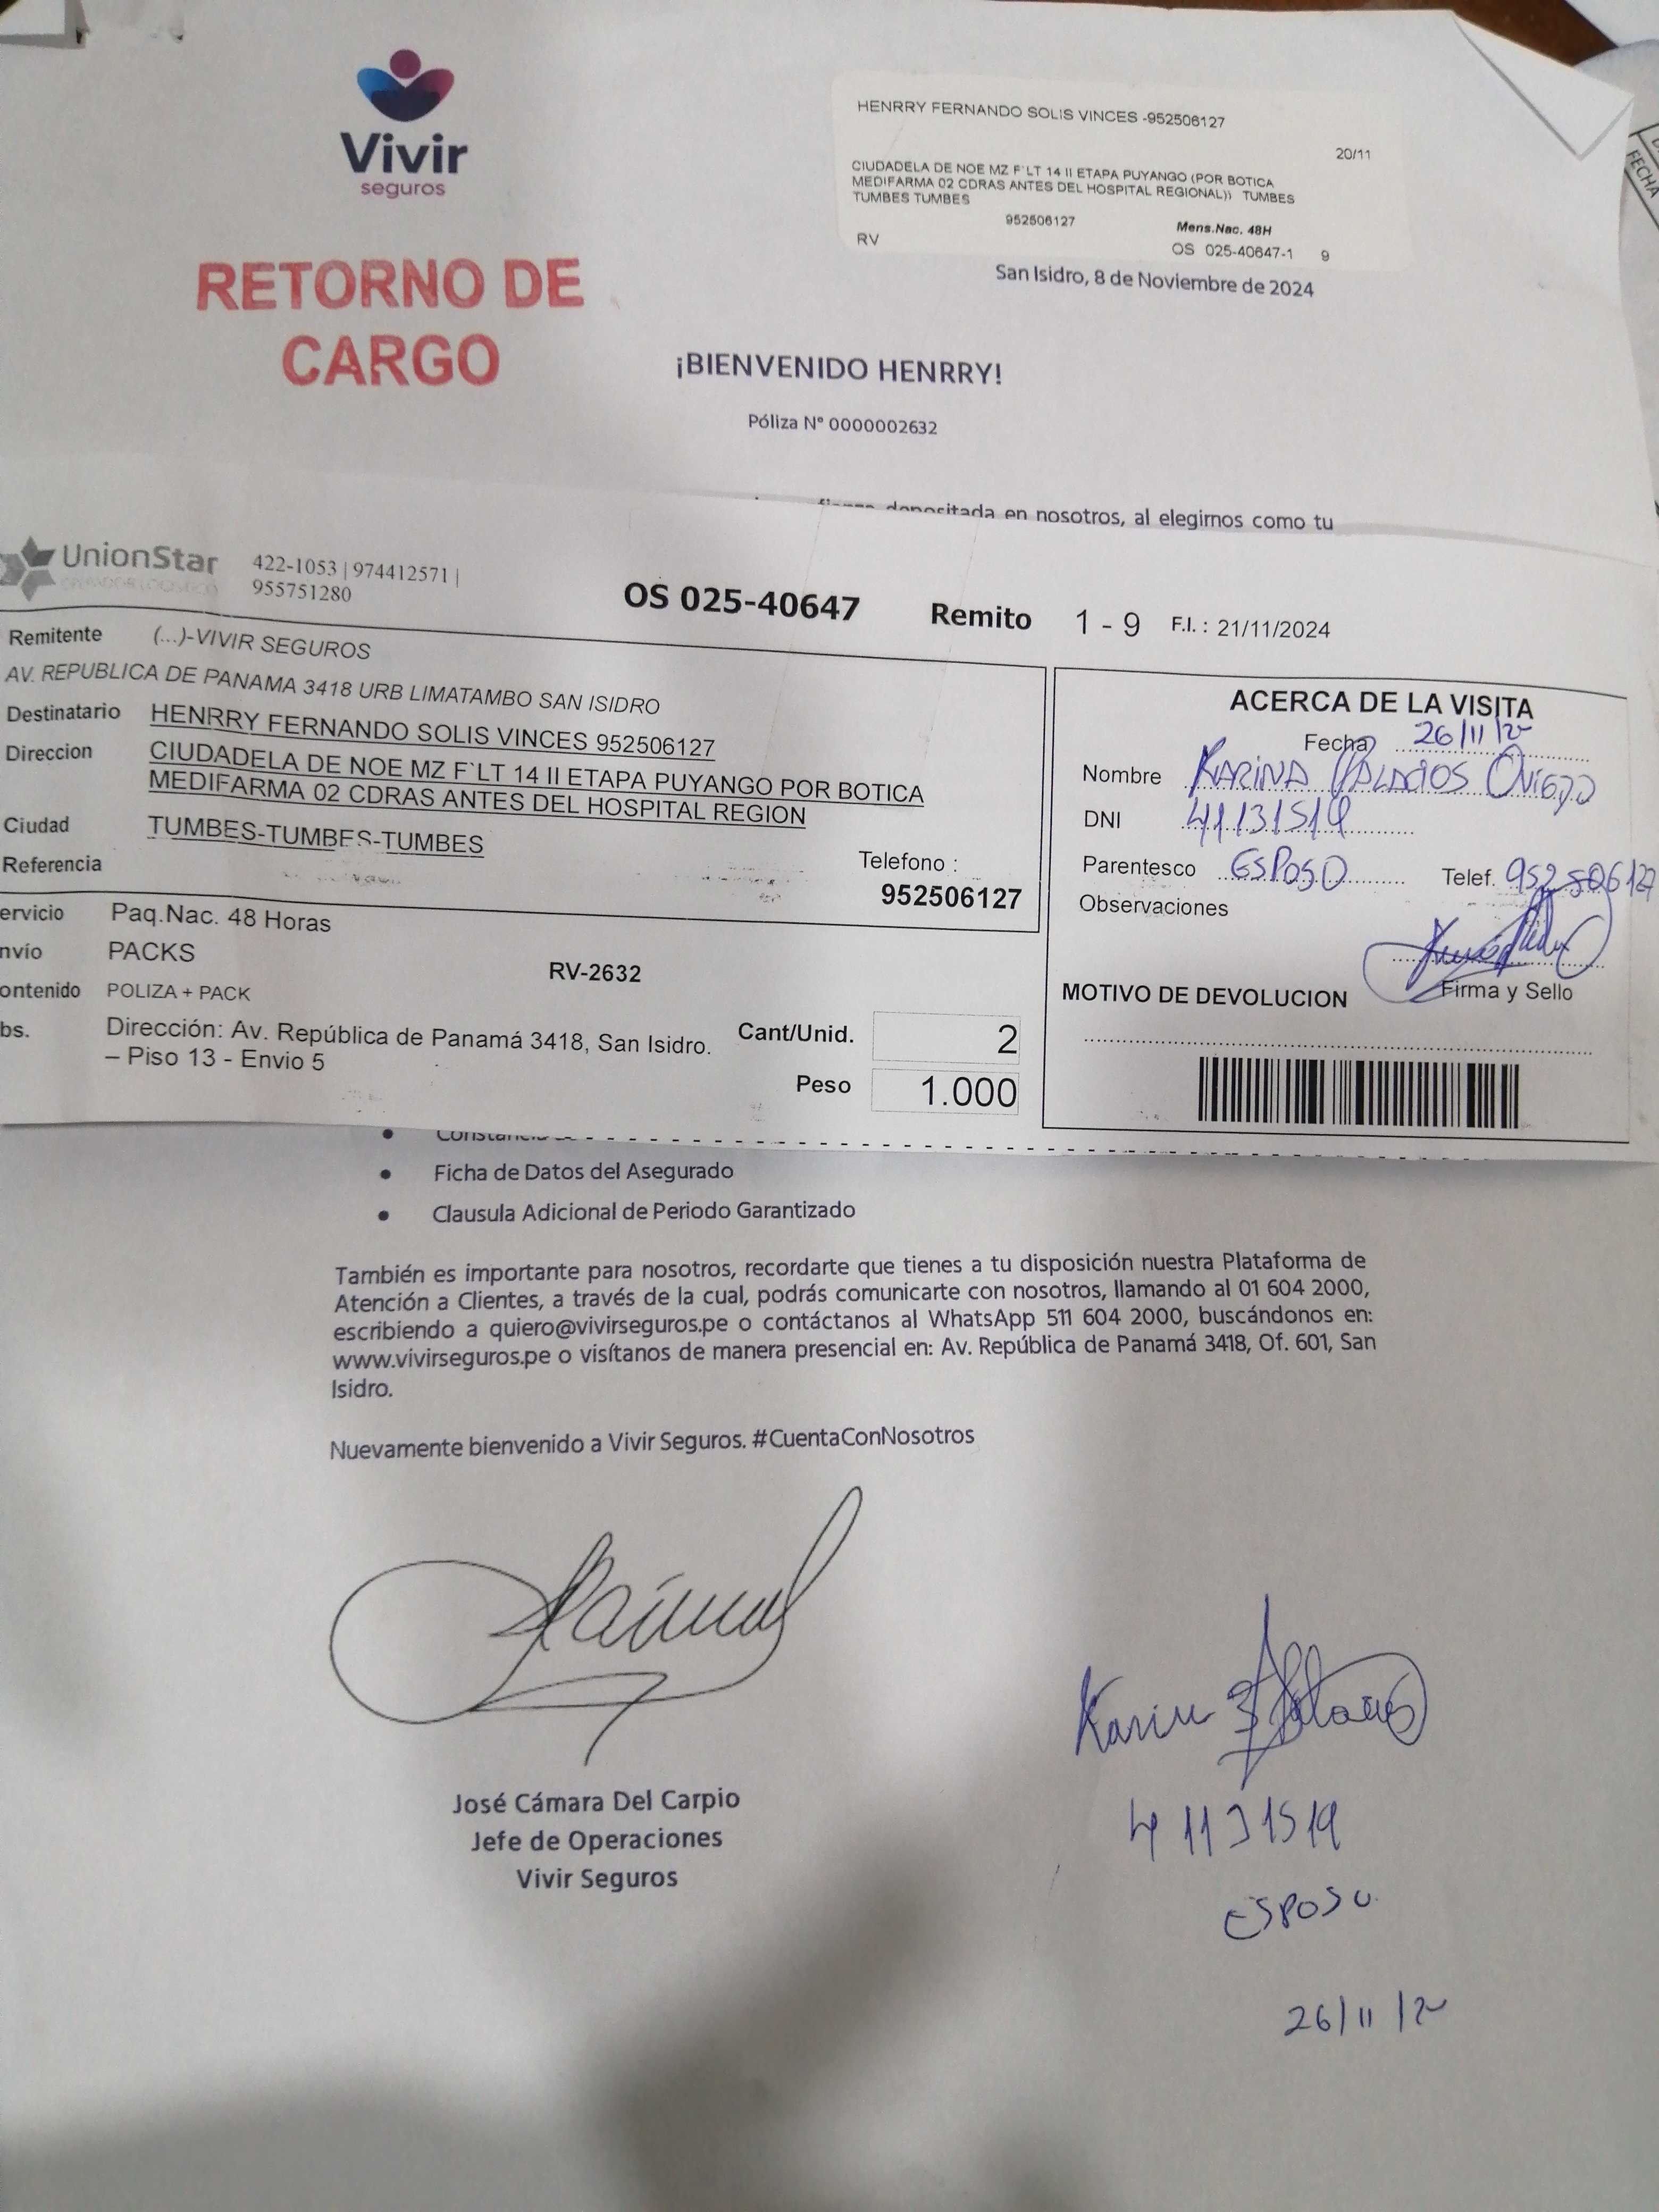 Vivir
seguros
RETORNO DE
CARGO
HENRRY FERNANDO SOLIS VINCES -952506127
20/11
CIUDADELA DE NOE MZ F`LT 14 II ETAPA PUYANGO (POR BOTICA
MEDIFARMA 02 CDRAS ANTES DEL HOSPITAL REGIONAL)) TUMBES
TUMBES TUMBES
952506127
Mens.Nac. 48H
RV
OS 025-40647-1 9
San Isidro, 8 de Noviembre de 2024
FECHA
¡BIENVENIDO HENRRY!
Póliza N° 0000002632
depositada en nosotros, al elegirnos como tu
UnionStar
422-1053 | 974412571 |
955751280
OS 025-40647 Remito 1 - 9 F.I. : 21/11/2024
Remitente (...)-VIVIR SEGUROS
AV. REPUBLICA DE PANAMA 3418 URB LIMATAMBO SAN ISIDRO
Destinatario HENRRY FERNANDO SOLIS VINCES 952506127
Direccion CIUDADELA DE NOE MZ F`LT 14 II ETAPA PUYANGO POR BOTICA
MEDIFARMA 02 CDRAS ANTES DEL HOSPITAL REGION
Ciudad TUMBES-TUMBES-TUMBES
Referencia
Telefono :
952506127
ervicio Paq.Nac. 48 Horas
nvío PACKS
RV-2632
ontenido POLIZA + PACK
bs. Dirección: Av. República de Panamá 3418, San Isidro.
– Piso 13 - Envio 5
Cant/Unid. 2
Peso 1.000
ACERCA DE LA VISITA
Fecha 26/11/2
Nombre KARINA PALACIOS
DNI 41131519
Parentesco ESPOSO Telef. 952506127
Observaciones
Firma y Sello
MOTIVO DE DEVOLUCION
• Ficha de Datos del Asegurado
• Clausula Adicional de Periodo Garantizado
También es importante para nosotros, recordarte que tienes a tu disposición nuestra Plataforma de
Atención a Clientes, a través de la cual, podrás comunicarte con nosotros, llamando al 01 604 2000,
escribiendo a quiero@vivirseguros.pe o contáctanos al WhatsApp 511 604 2000, buscándonos en:
www.vivirseguros.pe o visítanos de manera presencial en: Av. República de Panamá 3418, Of. 601, San
Isidro.
Nuevamente bienvenido a Vivir Seguros. #CuentaConNosotros
José Cámara Del Carpio
Jefe de Operaciones
Vivir Seguros
41131519
ESPOSO
26/11/2